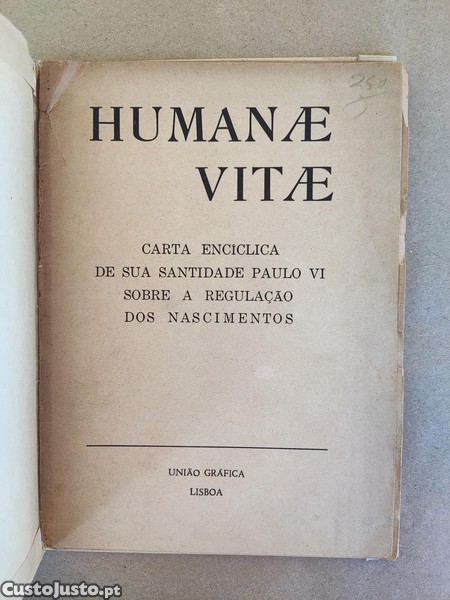 250
HUMANÆ
VITÆ
CARTA ENCÍCLICA
DE SUA SANTIDADE PAULO VI
SOBRE A REGULAÇÃO
DOS NASCIMENTOS
UNIÃO GRÁFICA
LISBOA
CustoJusto.pt